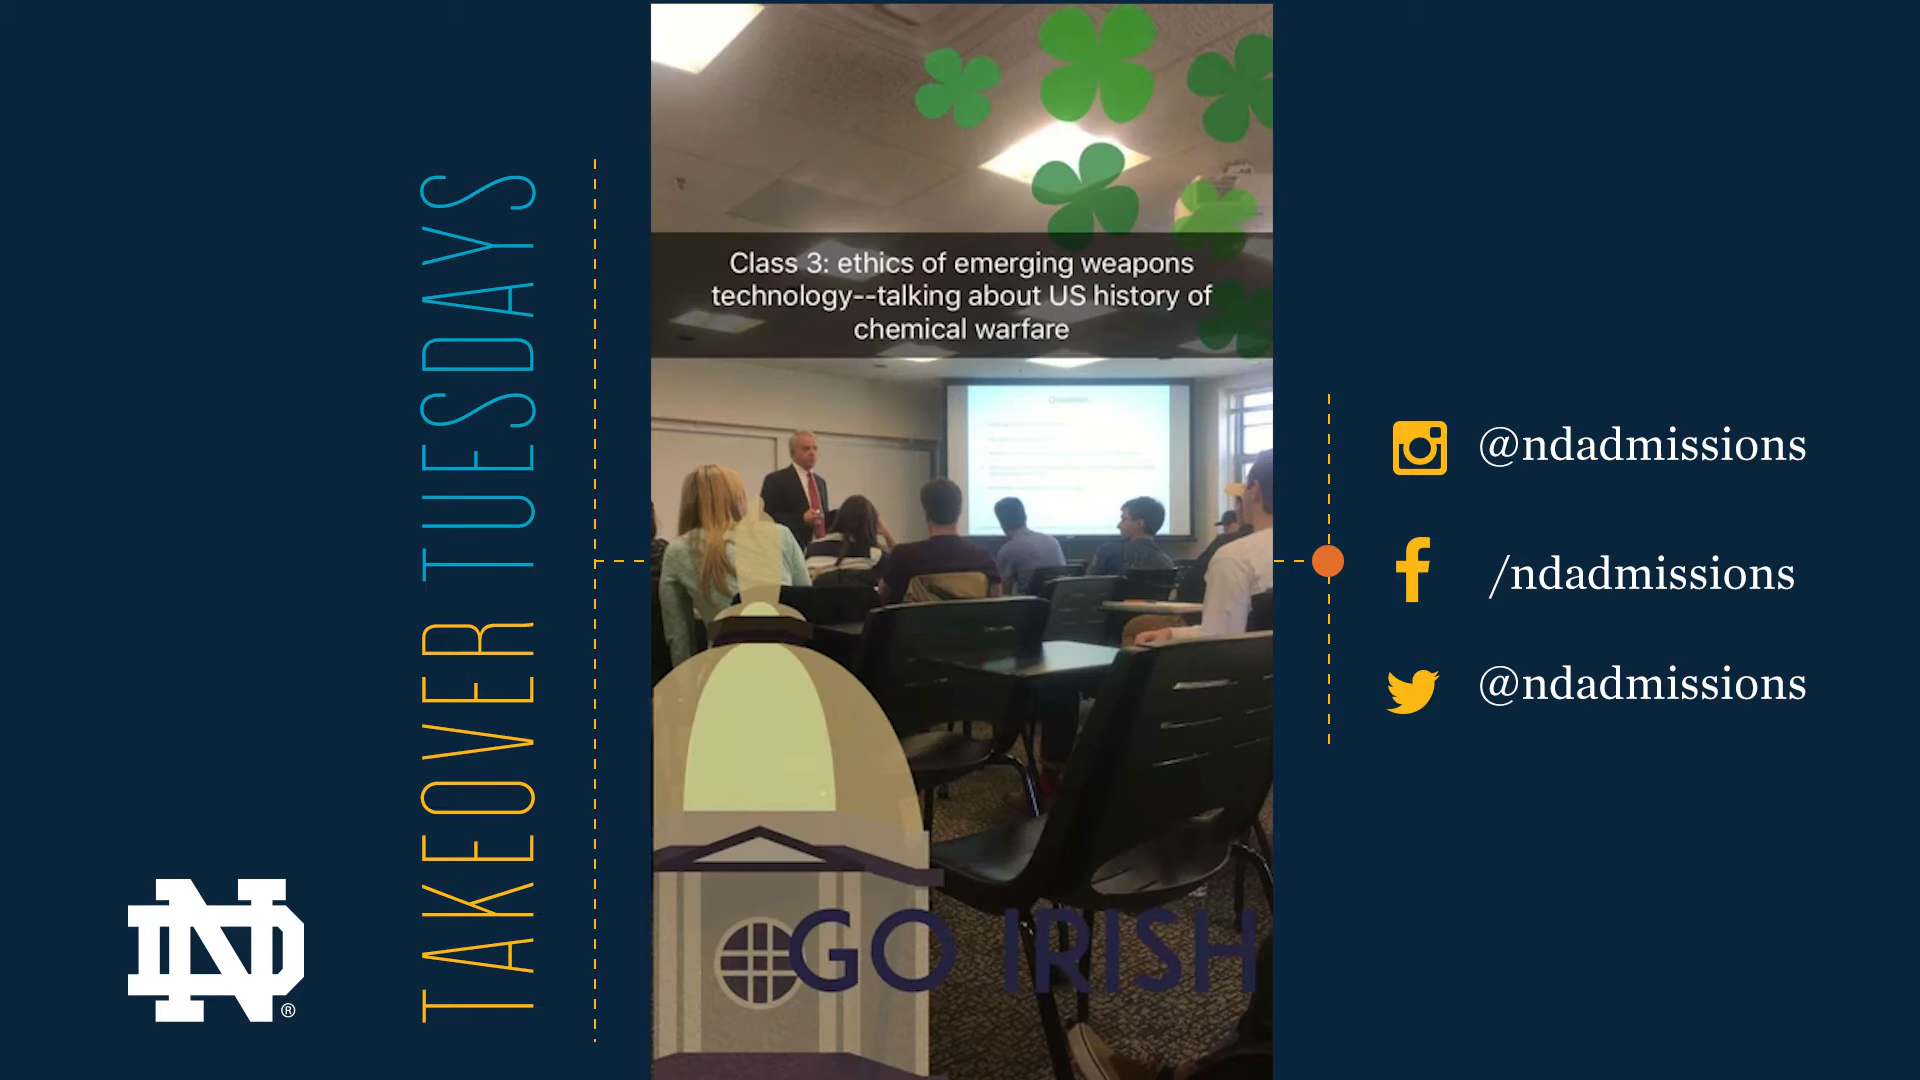 TAKEOVER TUESDAYS
Class 3: ethics of emerging weapons
technology--talking about US history of
chemical warfare
GO IRISH
@ndadmissions
/ndadmissions
@ndadmissions
ND
®